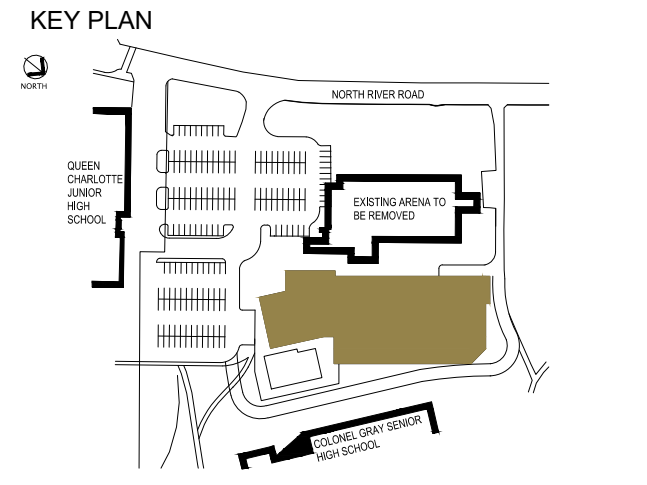 KEY PLAN
NORTH
NORTH RIVER ROAD
QUEEN
CHARLOTTE
JUNIOR
HIGH
SCHOOL
EXISTING ARENA TO
BE REMOVED
COLONEL GRAY SENIOR
HIGH SCHOOL